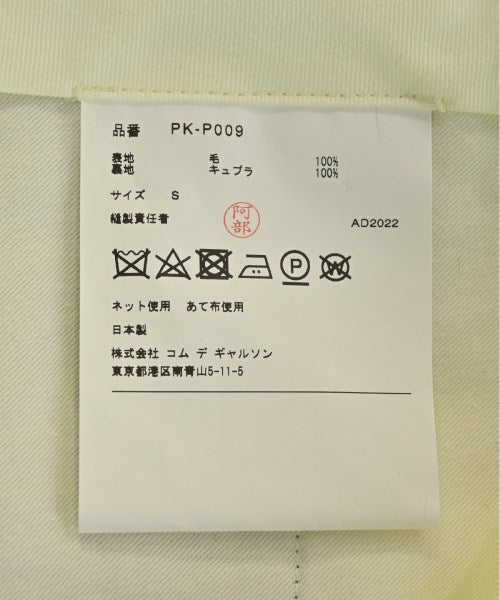 品番 PK-P009
表地 毛 100%
裏地 キュプラ 100%
サイズ S
縫製責任者 阿部 AD2022
P W
ネット使用 あて布使用
日本製
株式会社 コム デ ギャルソン
東京都港区南青山5-11-5